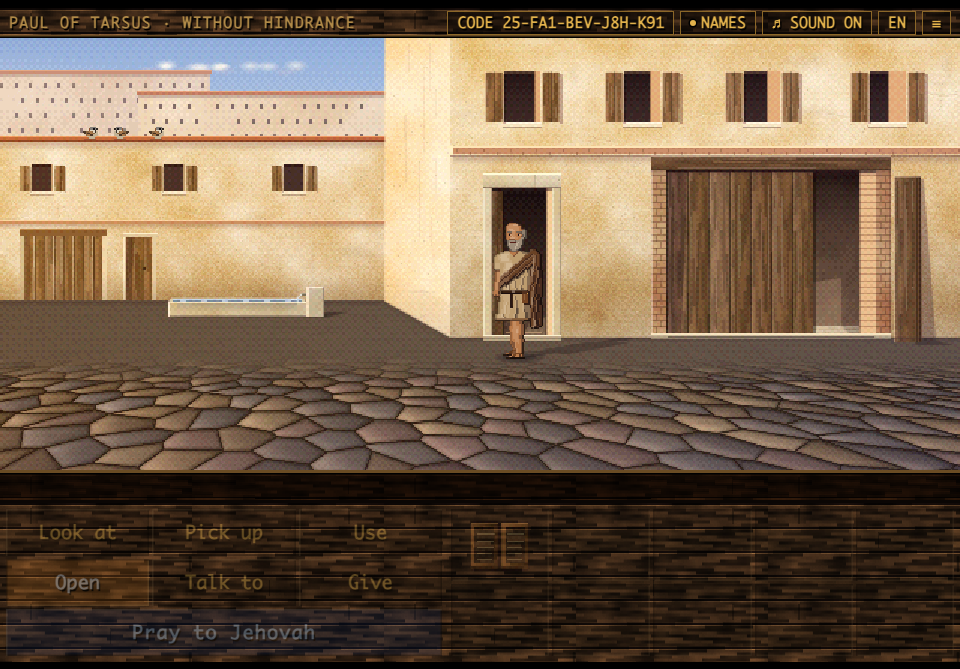 PAUL OF TARSUS · WITHOUT HINDRANCE
CODE 25-FA1-BEV-J8H-K91
● NAMES
♬ SOUND ON
EN
≡
Look at
Pick up
Use
Open
Talk to
Give
Pray to Jehovah